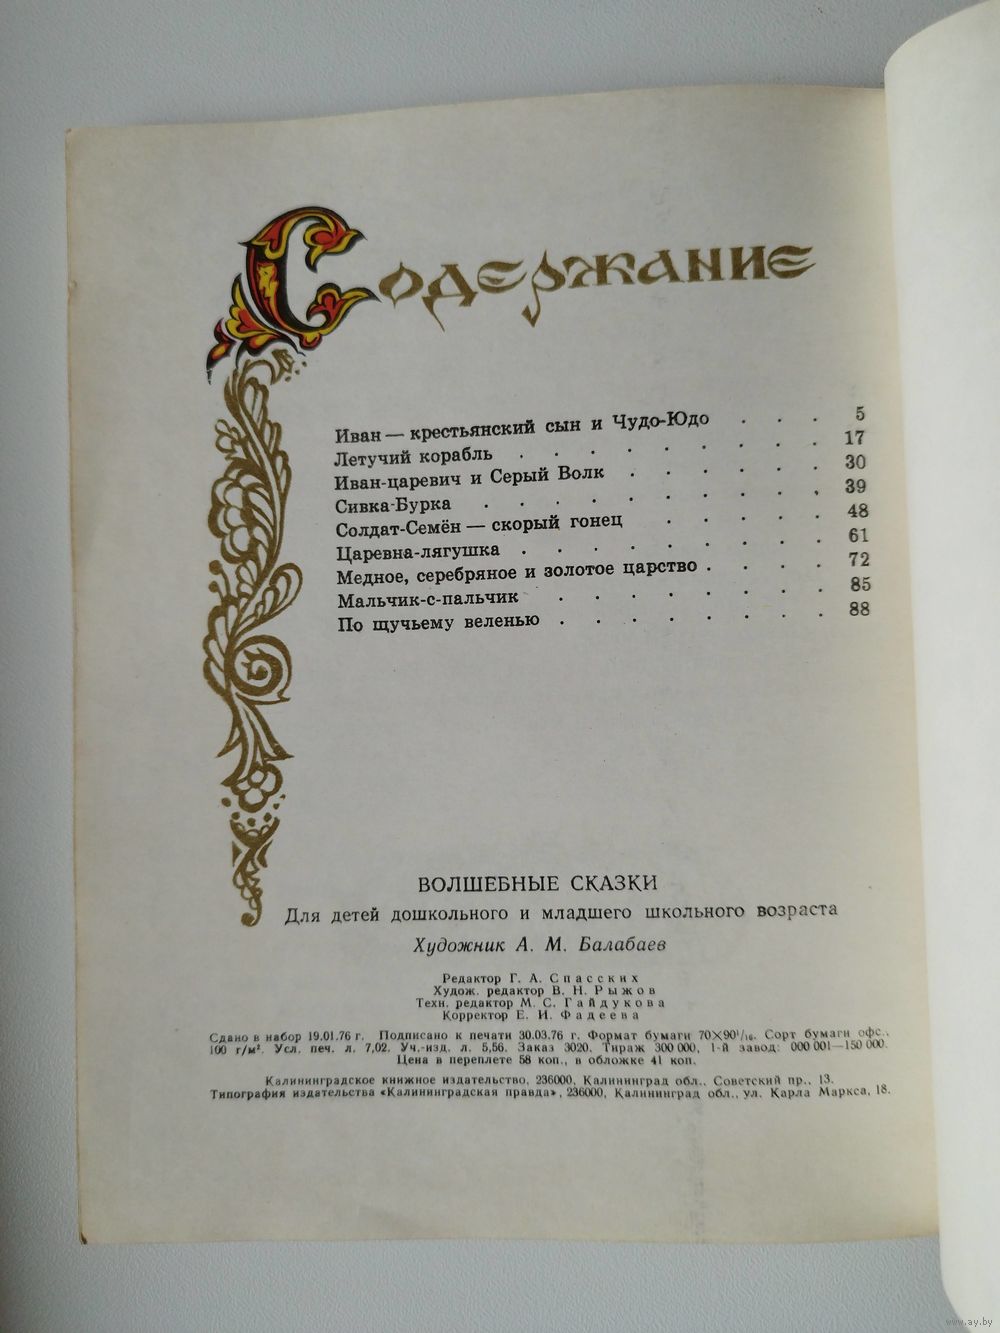 Содержание
Иван — крестьянский сын и Чудо-Юдо . . . 5
Летучий корабль . . . . . . . . 17
Иван-царевич и Серый Волк . . . . . . 30
Сивка-Бурка . . . . . . . . . 39
Солдат-Семён — скорый гонец . . . . . 48
Царевна-лягушка . . . . . . . . 61
Медное, серебряное и золотое царство . . . . 72
Мальчик-с-пальчик . . . . . . . 85
По щучьему веленью . . . . . . . . 88
ВОЛШЕБНЫЕ СКАЗКИ
Для детей дошкольного и младшего школьного возраста
Художник А. М. Балабаев
Редактор Г. А. Спасских
Худож. редактор В. Н. Рыжов
Техн. редактор М. С. Гайдукова
Корректор Е. И. Фадеева
Сдано в набор 19.01.76 г. Подписано к печати 30.03.76 г. Формат бумаги 70×90¹/₁₆. Сорт бумаги офс.,
100 г/м². Усл. печ. л. 7,02. Уч.-изд. л. 5,56. Заказ 3020. Тираж 300 000, 1-й завод: 000 001—150 000.
Цена в переплете 58 коп., в обложке 41 коп.
Калининградское книжное издательство, 236000, Калининград обл., Советский пр., 13.
Типография издательства «Калининградская правда», 236000, Калининград обл., ул. Карла Маркса, 18.
www.ay.by